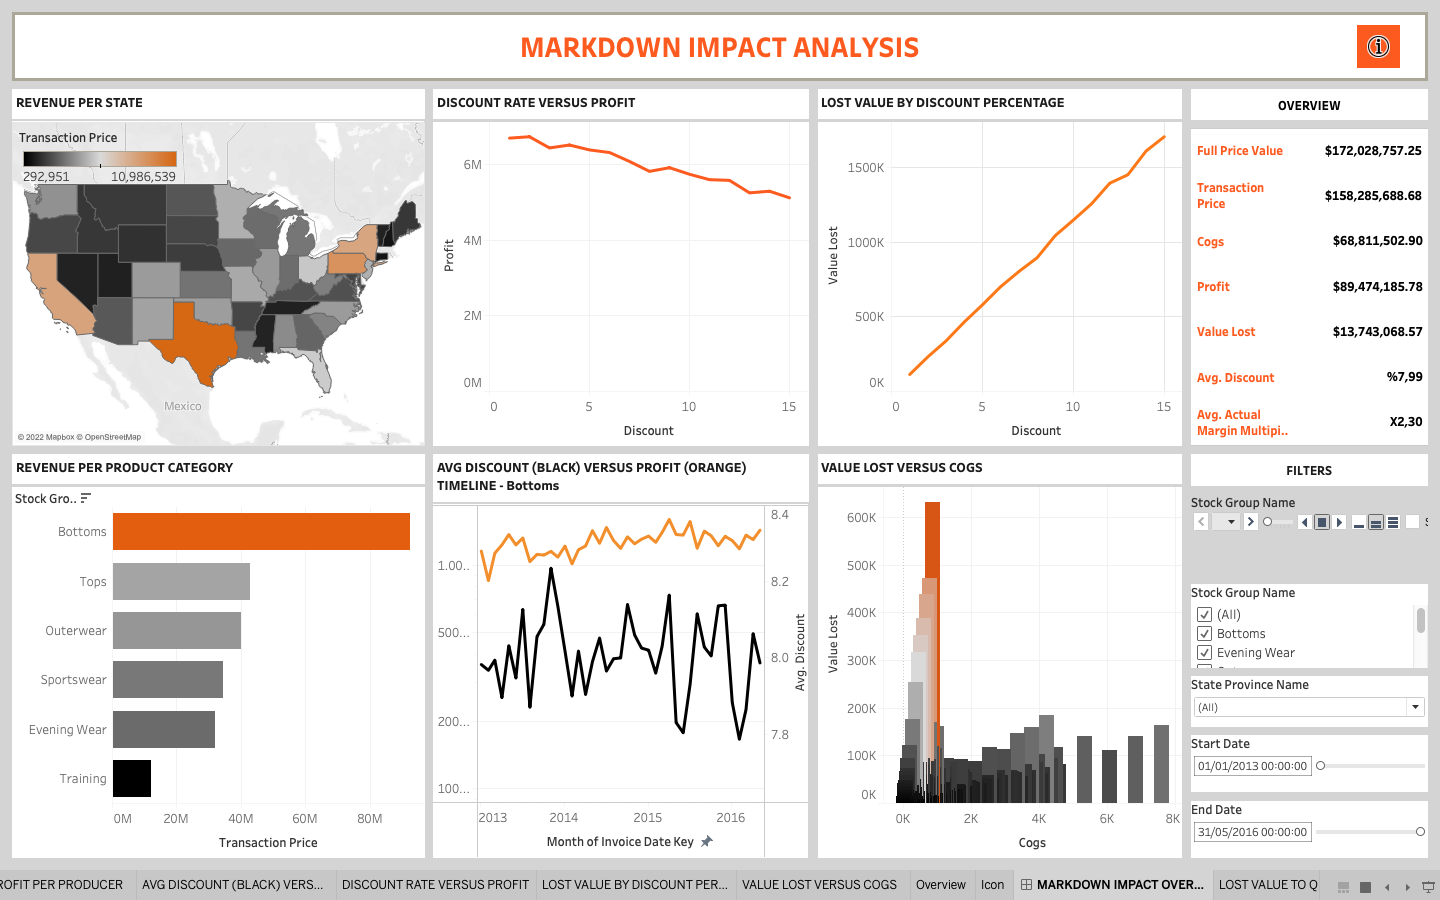 MARKDOWN IMPACT ANALYSIS
REVENUE PER STATE
Transaction Price
292,951 10,986,539
Mexico
© 2022 Mapbox © OpenStreetMap
DISCOUNT RATE VERSUS PROFIT
Profit
6M
4M
2M
0M
0 5 10 15
Discount
LOST VALUE BY DISCOUNT PERCENTAGE
Value Lost
1500K
1000K
500K
0K
0 5 10 15
Discount
OVERVIEW
Full Price Value $172,028,757.25
Transaction
Price $158,285,688.68
Cogs $68,811,502.90
Profit $89,474,185.78
Value Lost $13,743,068.57
Avg. Discount %7,99
Avg. Actual
Margin Multipi.. X2,30
REVENUE PER PRODUCT CATEGORY
Stock Gro..
Bottoms
Tops
Outerwear
Sportswear
Evening Wear
Training
0M 20M 40M 60M 80M
Transaction Price
AVG DISCOUNT (BLACK) VERSUS PROFIT (ORANGE)
TIMELINE - Bottoms
1.00..
500...
200...
100...
8.4
8.2
8.0
7.8
Avg. Discount
2013 2014 2015 2016
Month of Invoice Date Key
VALUE LOST VERSUS COGS
Value Lost
600K
500K
400K
300K
200K
100K
0K
0K 2K 4K 6K 8K
Cogs
FILTERS
Stock Group Name
Stock Group Name
(All)
Bottoms
Evening Wear
State Province Name
(All)
Start Date
01/01/2013 00:00:00
End Date
31/05/2016 00:00:00
ROFIT PER PRODUCER AVG DISCOUNT (BLACK) VERS... DISCOUNT RATE VERSUS PROFIT LOST VALUE BY DISCOUNT PER... VALUE LOST VERSUS COGS Overview Icon MARKDOWN IMPACT OVER... LOST VALUE TO Q